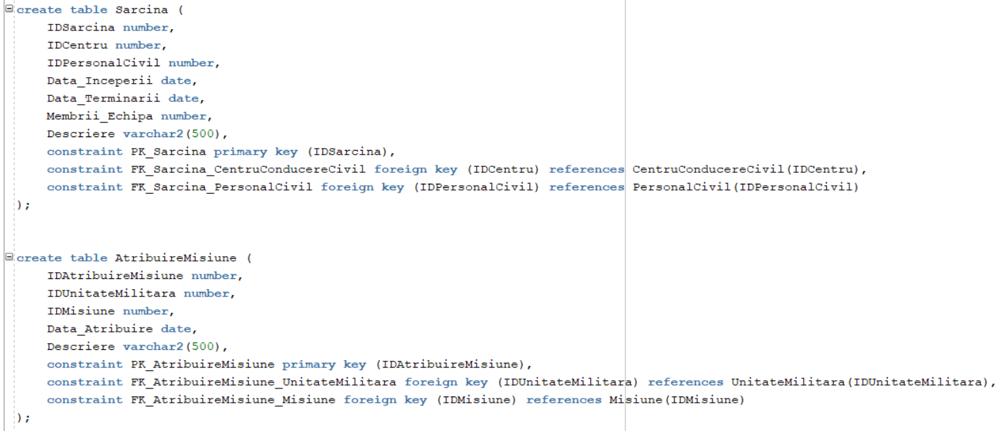 create table Sarcina (
IDSarcina number,
IDCentru number,
IDPersonalCivil number,
Data_Inceperii date,
Data_Terminarii date,
Membrii_Echipa number,
Descriere varchar2(500),
constraint PK_Sarcina primary key (IDSarcina),
constraint FK_Sarcina_CentruConducereCivil foreign key (IDCentru) references CentruConducereCivil(IDCentru),
constraint FK_Sarcina_PersonalCivil foreign key (IDPersonalCivil) references PersonalCivil(IDPersonalCivil)
);
create table AtribuireMisiune (
IDAtribuireMisiune number,
IDUnitateMilitara number,
IDMisiune number,
Data_Atribuire date,
Descriere varchar2(500),
constraint PK_AtribuireMisiune primary key (IDAtribuireMisiune),
constraint FK_AtribuireMisiune_UnitateMilitara foreign key (IDUnitateMilitara) references UnitateMilitara(IDUnitateMilitara),
constraint FK_AtribuireMisiune_Misiune foreign key (IDMisiune) references Misiune(IDMisiune)
);